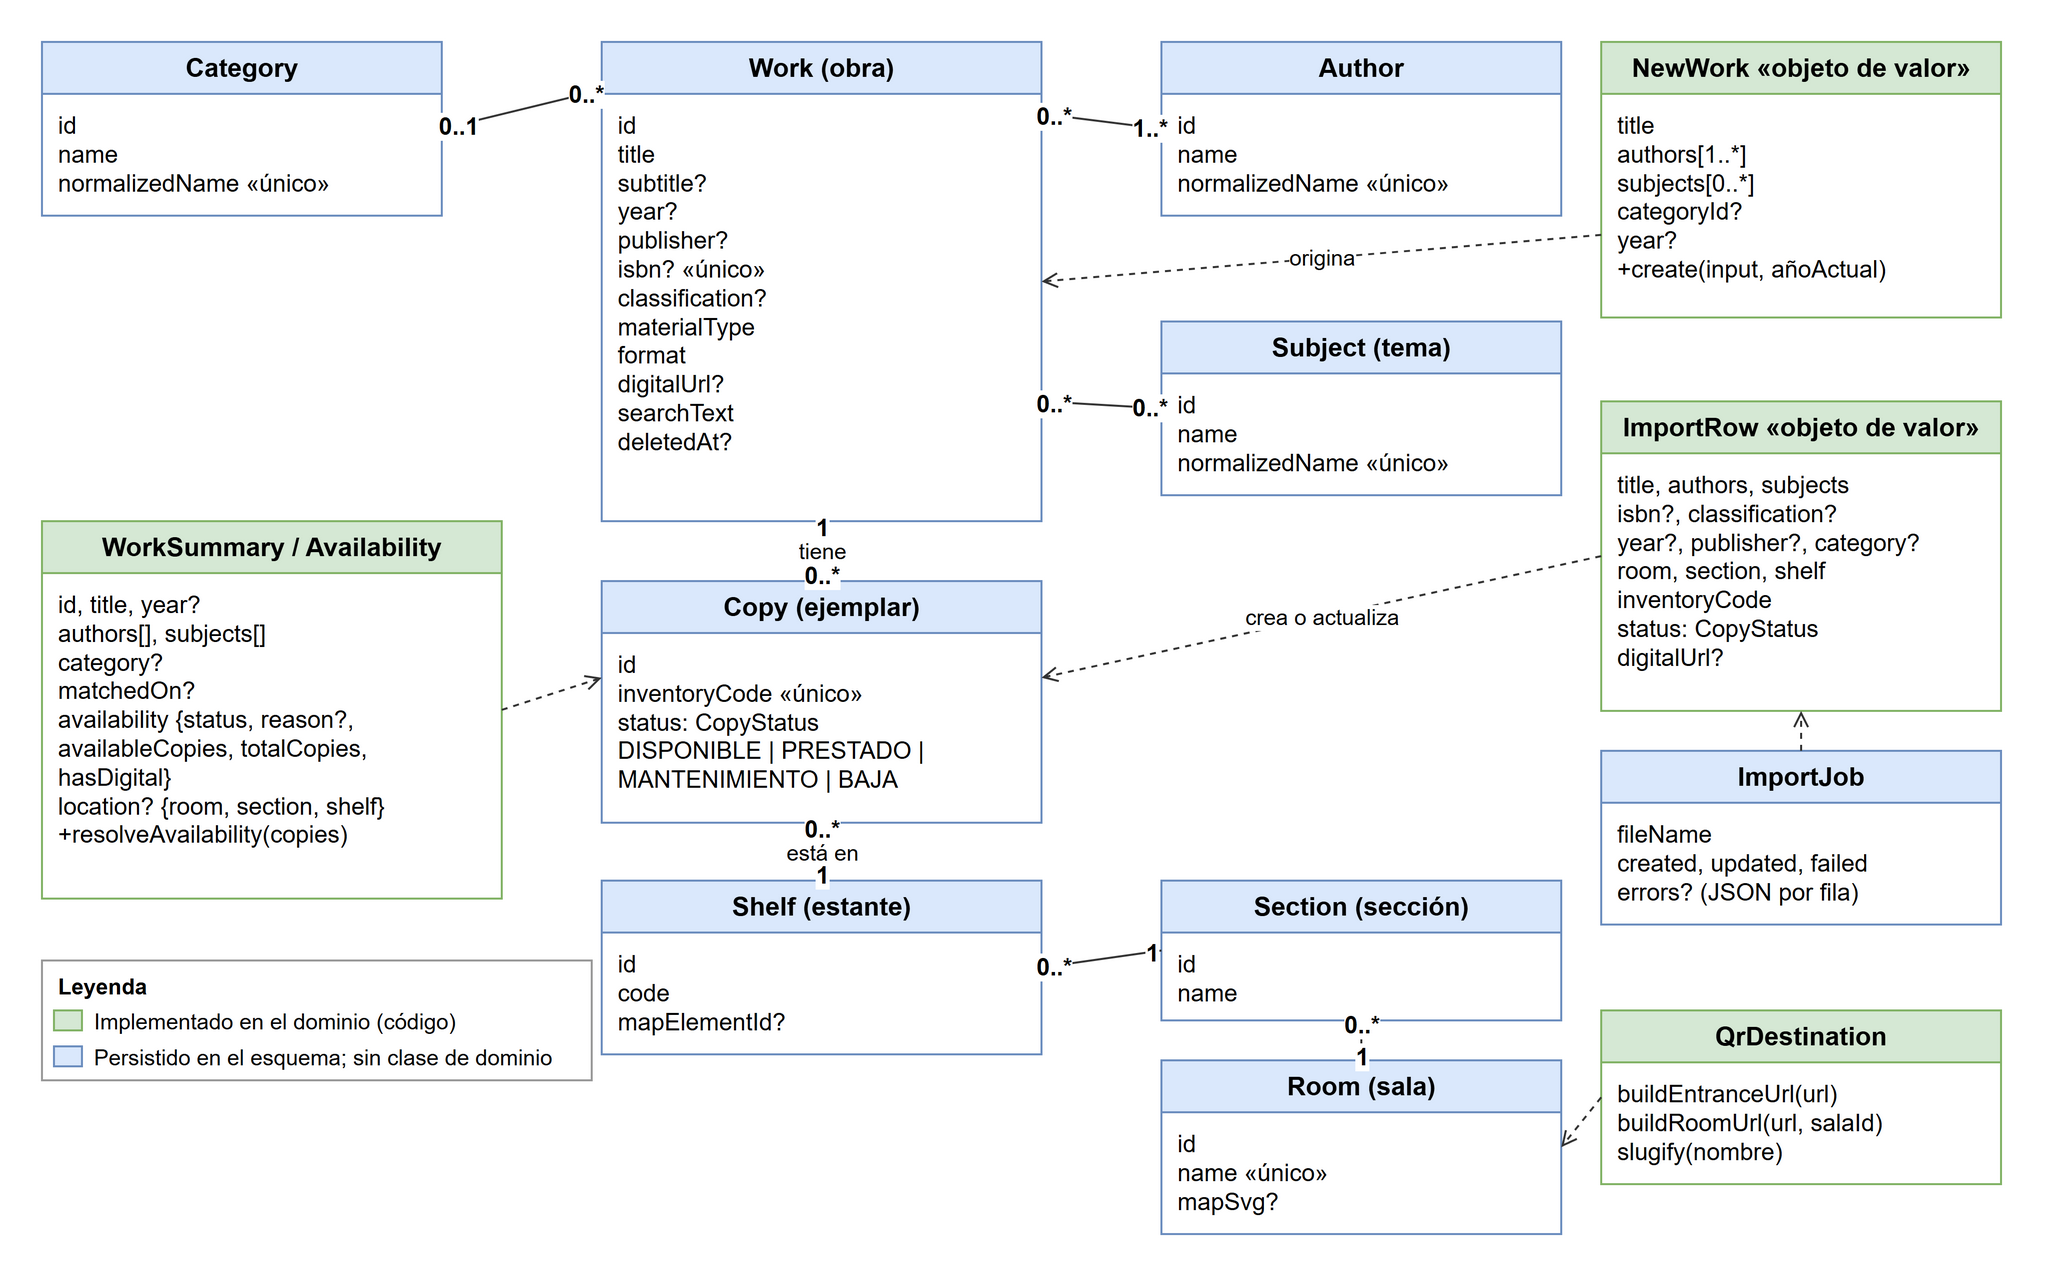 Category
id
name
normalizedName «único»
0..1
0..*
Work (obra)
id
title
subtitle?
year?
publisher?
isbn? «único»
classification?
materialType
format
digitalUrl?
searchText
deletedAt?
0..*
1..*
Author
id
name
normalizedName «único»
NewWork «objeto de valor»
title
authors[1..*]
subjects[0..*]
categoryId?
year?
+create(input, añoActual)
origina
0..*
0..*
Subject (tema)
id
name
normalizedName «único»
ImportRow «objeto de valor»
title, authors, subjects
isbn?, classification?
year?, publisher?, category?
room, section, shelf
inventoryCode
status: CopyStatus
digitalUrl?
WorkSummary / Availability
id, title, year?
authors[], subjects[]
category?
matchedOn?
availability {status, reason?,
availableCopies, totalCopies,
hasDigital}
location? {room, section, shelf}
+resolveAvailability(copies)
1
tiene
0..*
Copy (ejemplar)
id
inventoryCode «único»
status: CopyStatus
DISPONIBLE | PRESTADO |
MANTENIMIENTO | BAJA
crea o actualiza
0..*
está en
1
Shelf (estante)
id
code
mapElementId?
0..*
1
Section (sección)
id
name
0..*
1
Room (sala)
id
name «único»
mapSvg?
ImportJob
fileName
created, updated, failed
errors? (JSON por fila)
QrDestination
buildEntranceUrl(url)
buildRoomUrl(url, salaId)
slugify(nombre)
Leyenda
Implementado en el dominio (código)
Persistido en el esquema; sin clase de dominio